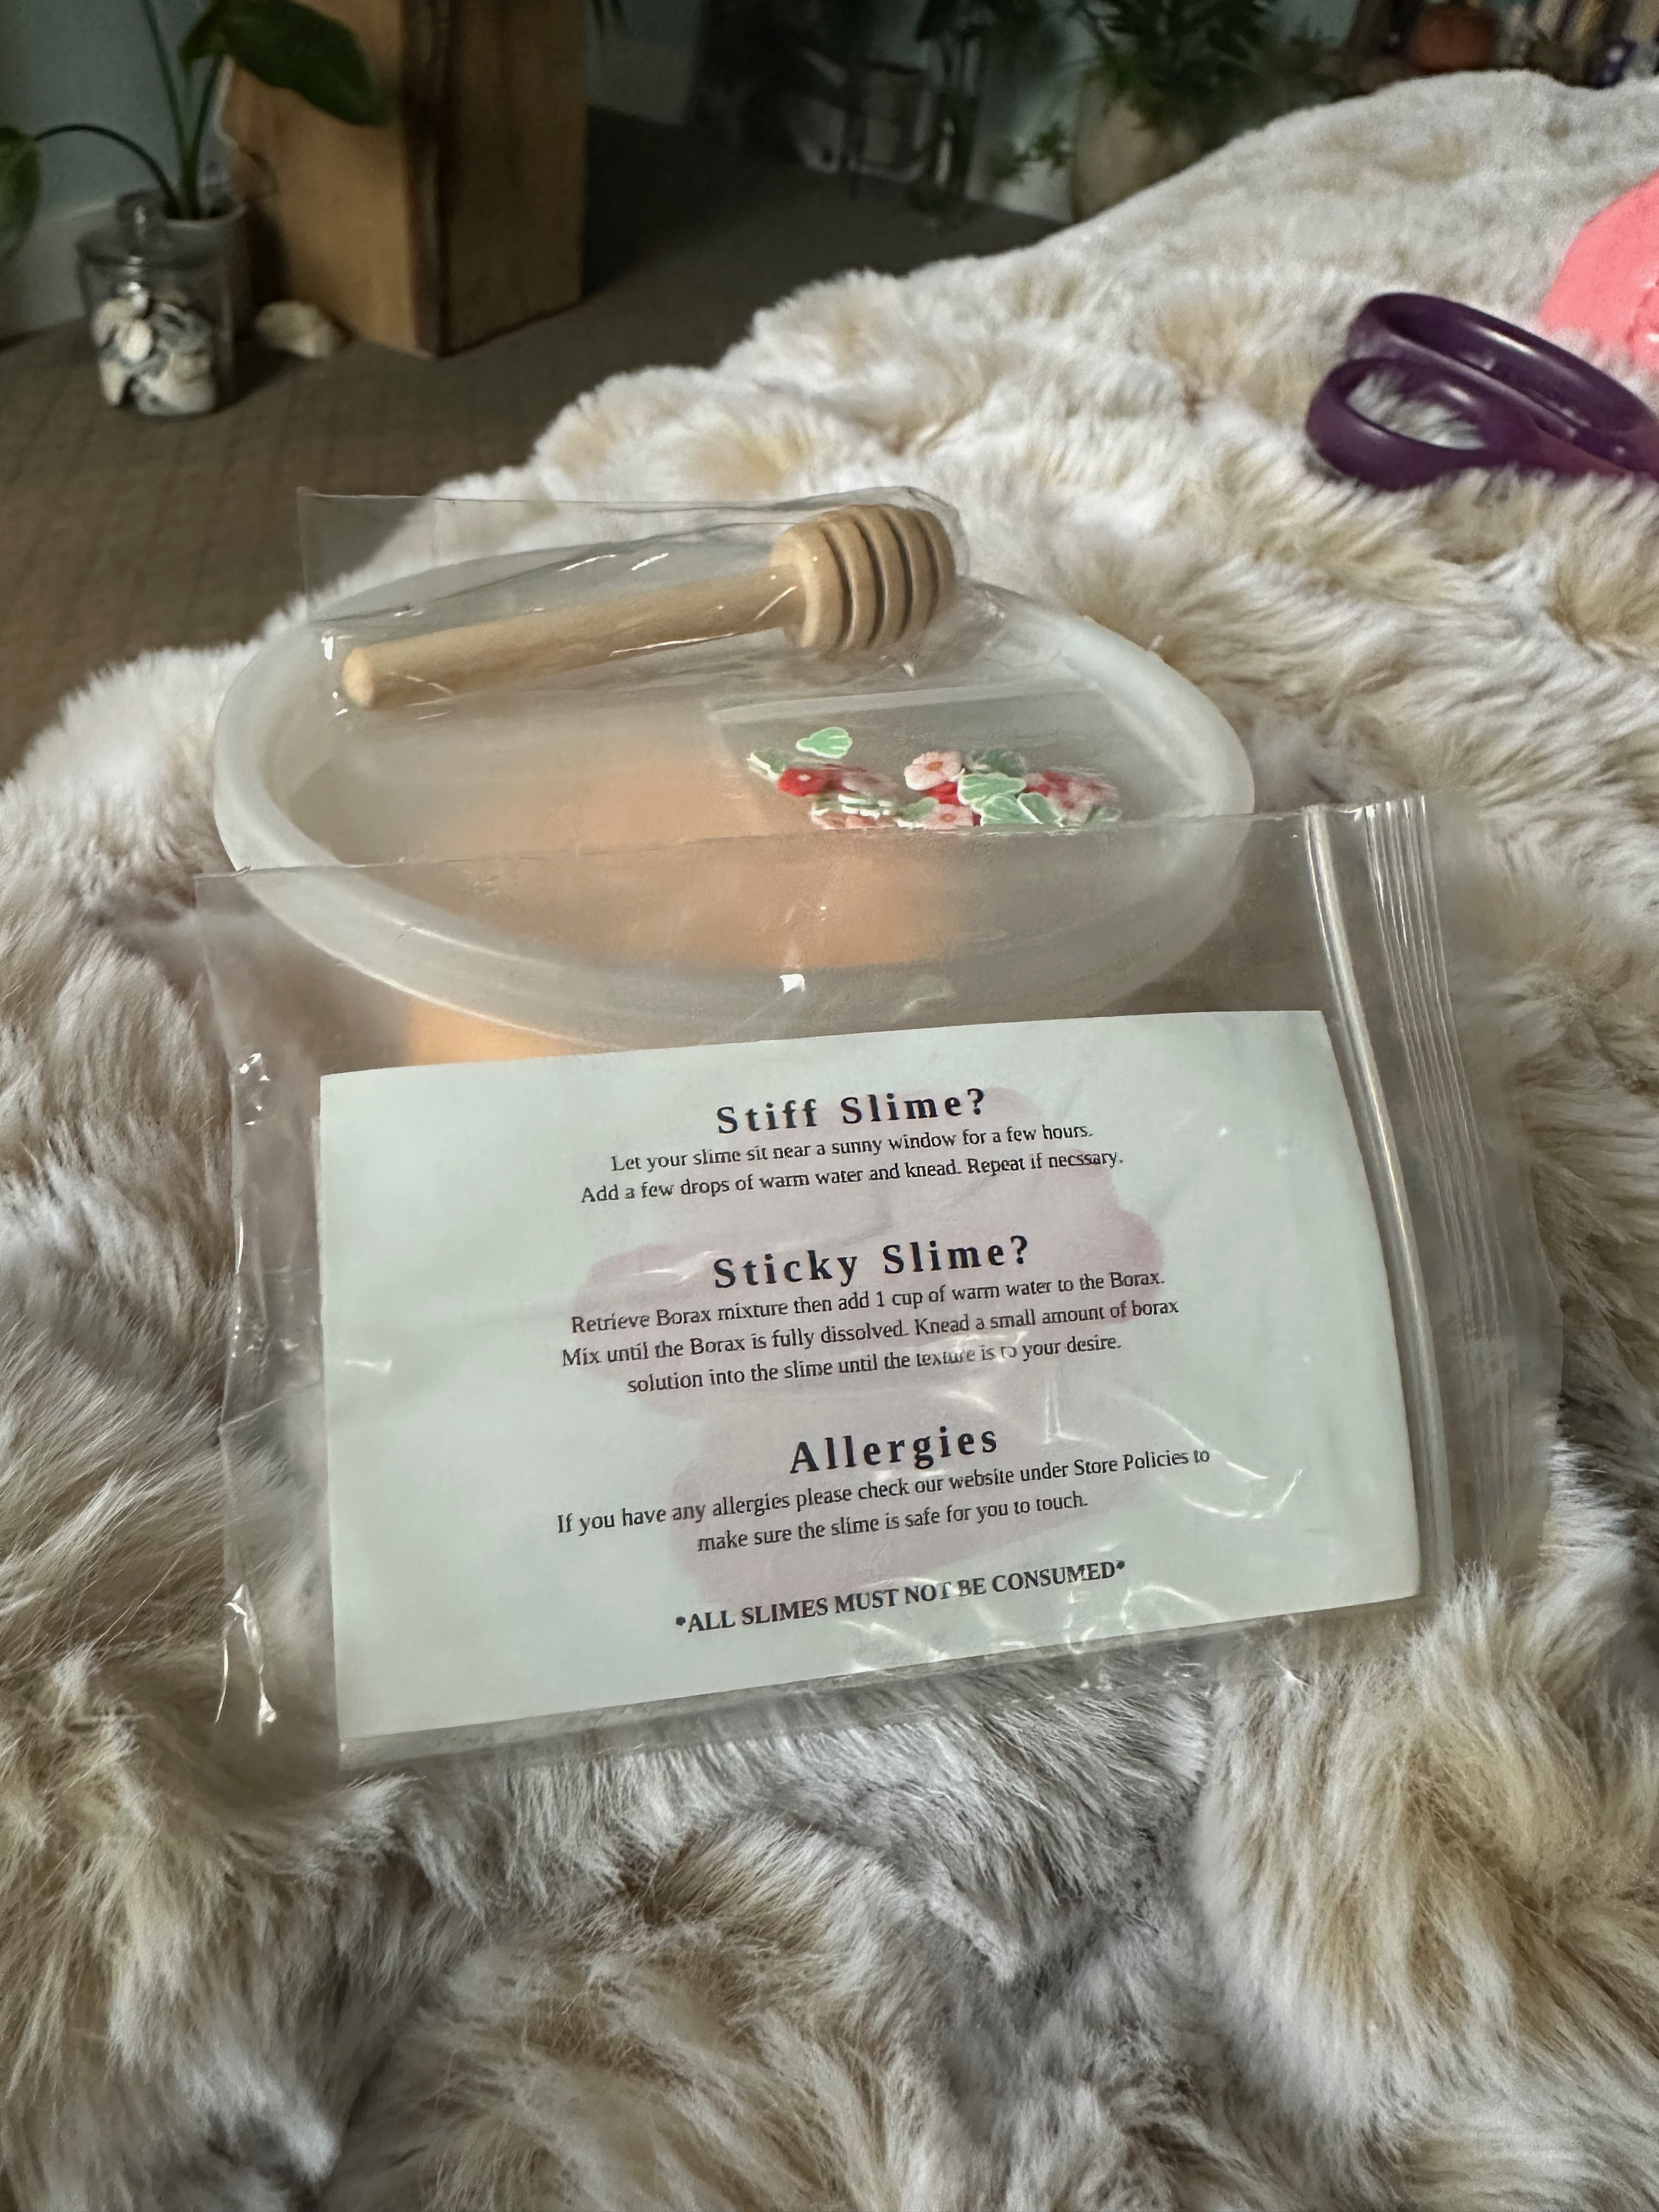 Stiff Slime?
Let your slime sit near a sunny window for a few hours.
Add a few drops of warm water and knead. Repeat if necssary.
Sticky Slime?
Retrieve Borax mixture then add 1 cup of warm water to the Borax.
Mix until the Borax is fully dissolved. Knead a small amount of borax
solution into the slime until the texture is to your desire.
Allergies
If you have any allergies please check our website under Store Policies to
make sure the slime is safe for you to touch.
*ALL SLIMES MUST NOT BE CONSUMED*